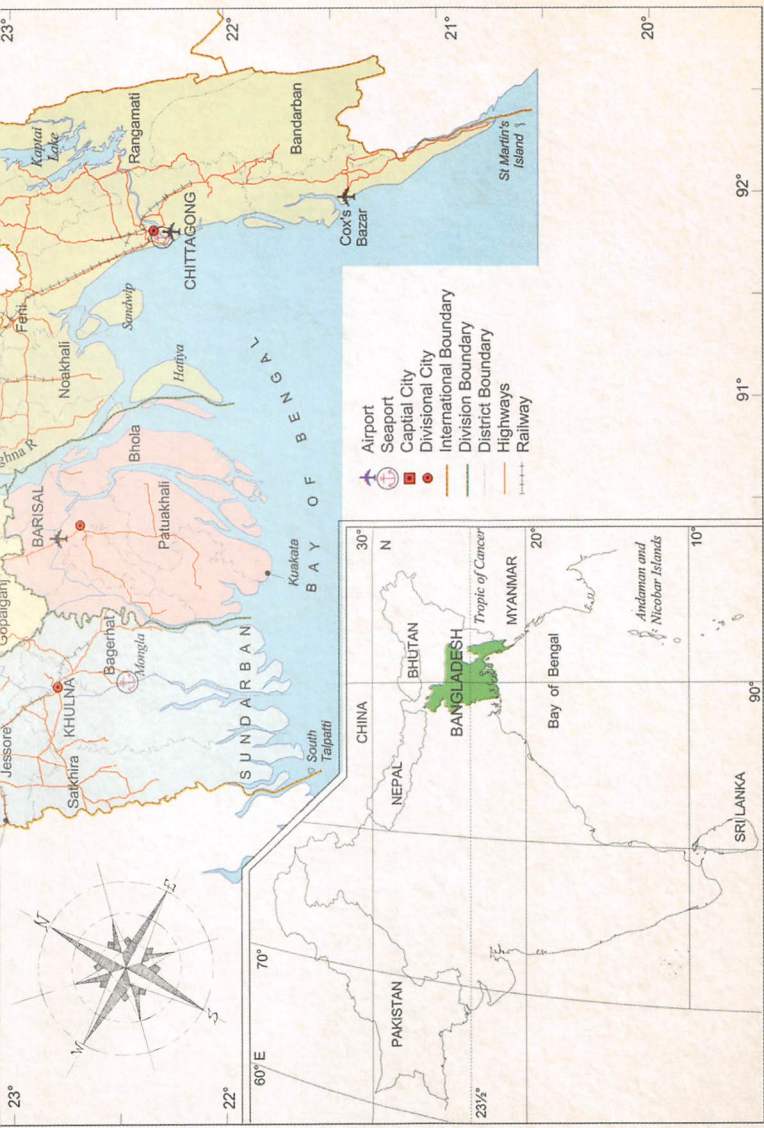 23°
Jessore
Gopalganj
ghna R
Feni
23°
Kaptai
Lake
N
E
S
W
Satkhira
KHULNA
Bagerhat
Mongla
BARISAL
Noakhali
Bhola
Patuakhali
Sandwip
Hatiya
Rangamati
CHITTAGONG
Bandarban
22°
22°
SUNDARBAN
South
Talpatti
Kuakata
BAY OF BENGAL
Cox's
Bazar
21°
St Martin's
Island
20°
92°
91°
Airport
Seaport
Captial City
Divisional City
International Boundary
Division Boundary
District Boundary
Highways
Railway
60° E
70°
30°
N
CHINA
PAKISTAN
NEPAL
BHUTAN
BANGLADESH
23½°
Tropic of Cancer
MYANMAR
20°
Bay of Bengal
Andaman and
Nicobar Islands
10°
SRI LANKA
90°